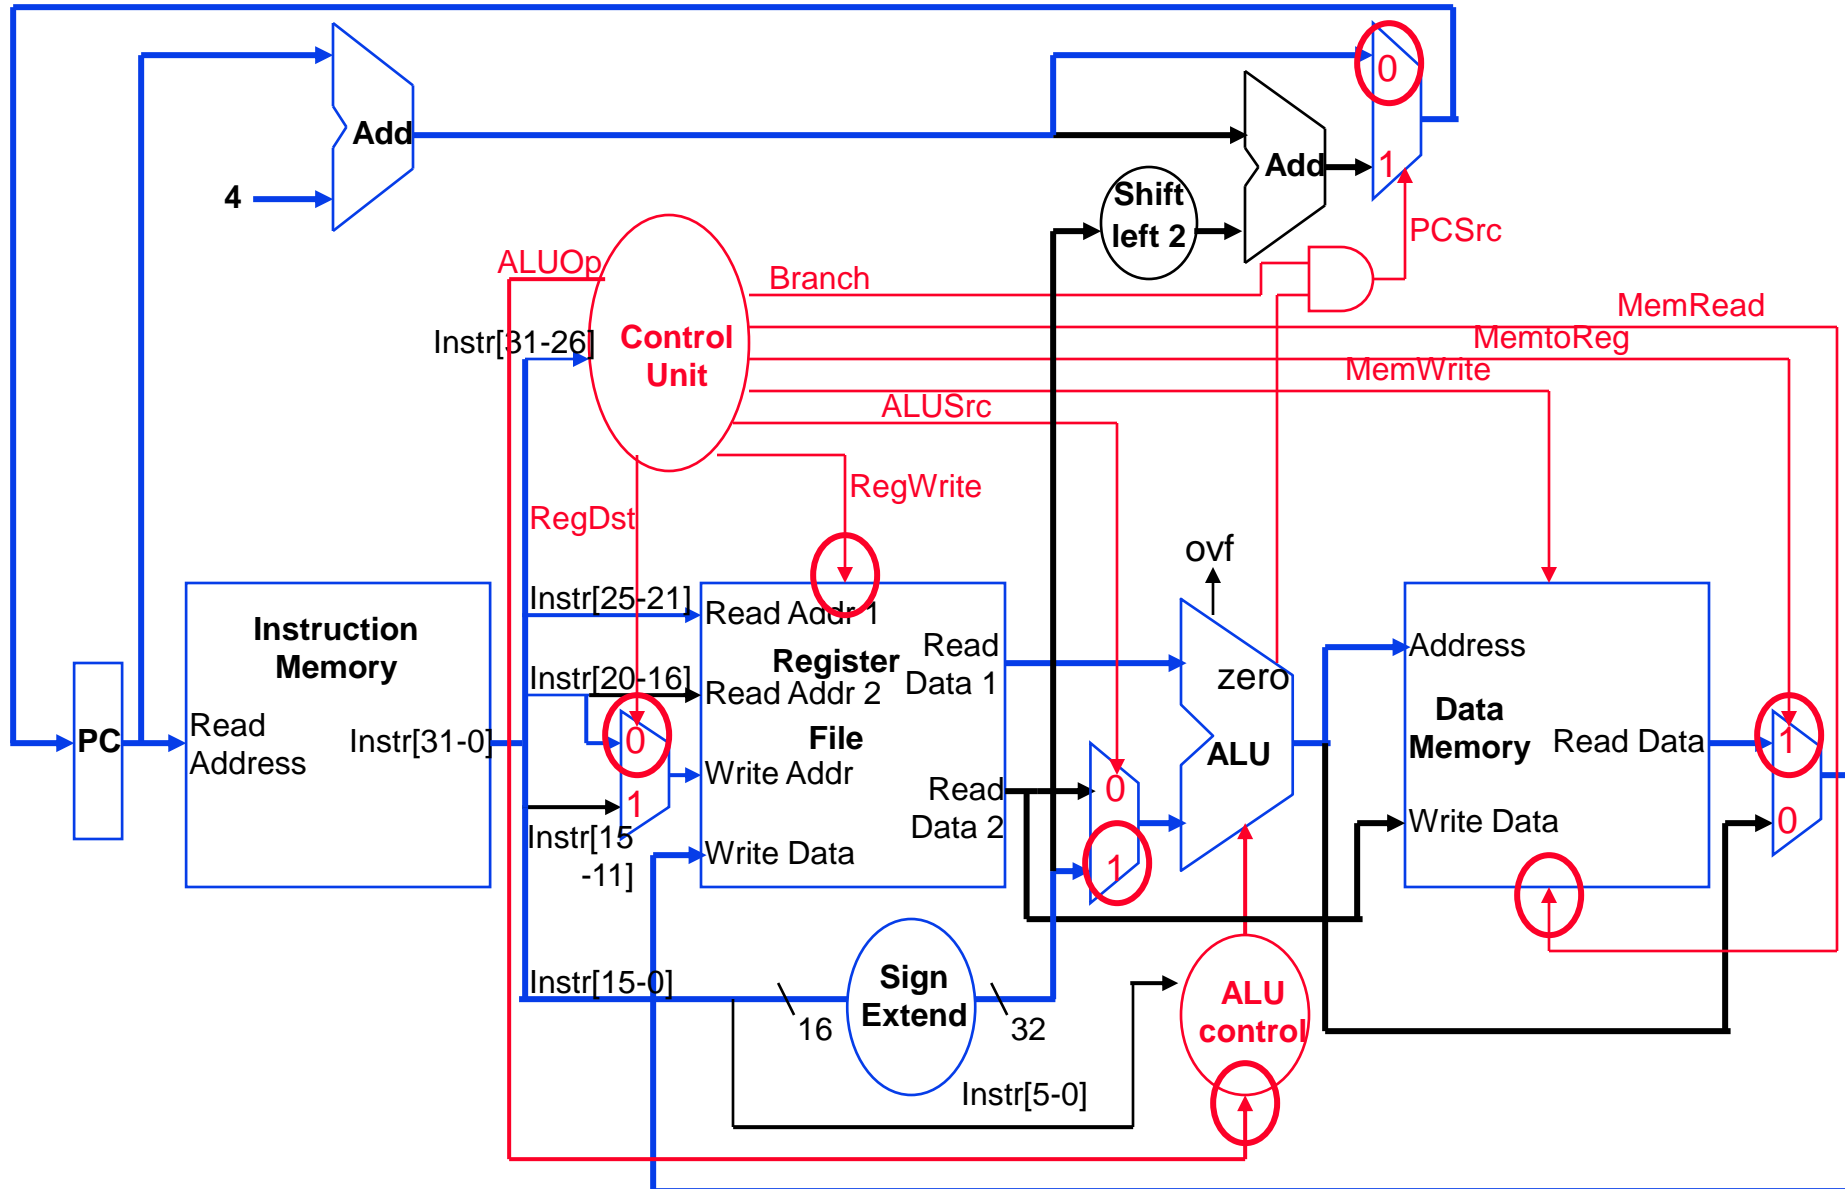 0
Add
Add
1
4
Shift
left 2
PCSrc
ALUOp
Branch
MemRead
Instr[31-26]
Control
Unit
MemtoReg
MemWrite
ALUSrc
RegWrite
RegDst
ovf
Instr[25-21]
Read Addr 1
Instruction
Memory
Register
Read
Data 1
Address
zero
Instr[20-16]
Read Addr 2
Data
Memory
Read Data
1
PC
Read
Address
Instr[31-0]
0
File
ALU
Write Addr
1
Read
Data 2
0
Write Data
0
Instr[15
-11]
Write Data
1
Instr[15-0]
Sign
Extend
16
32
ALU
control
Instr[5-0]